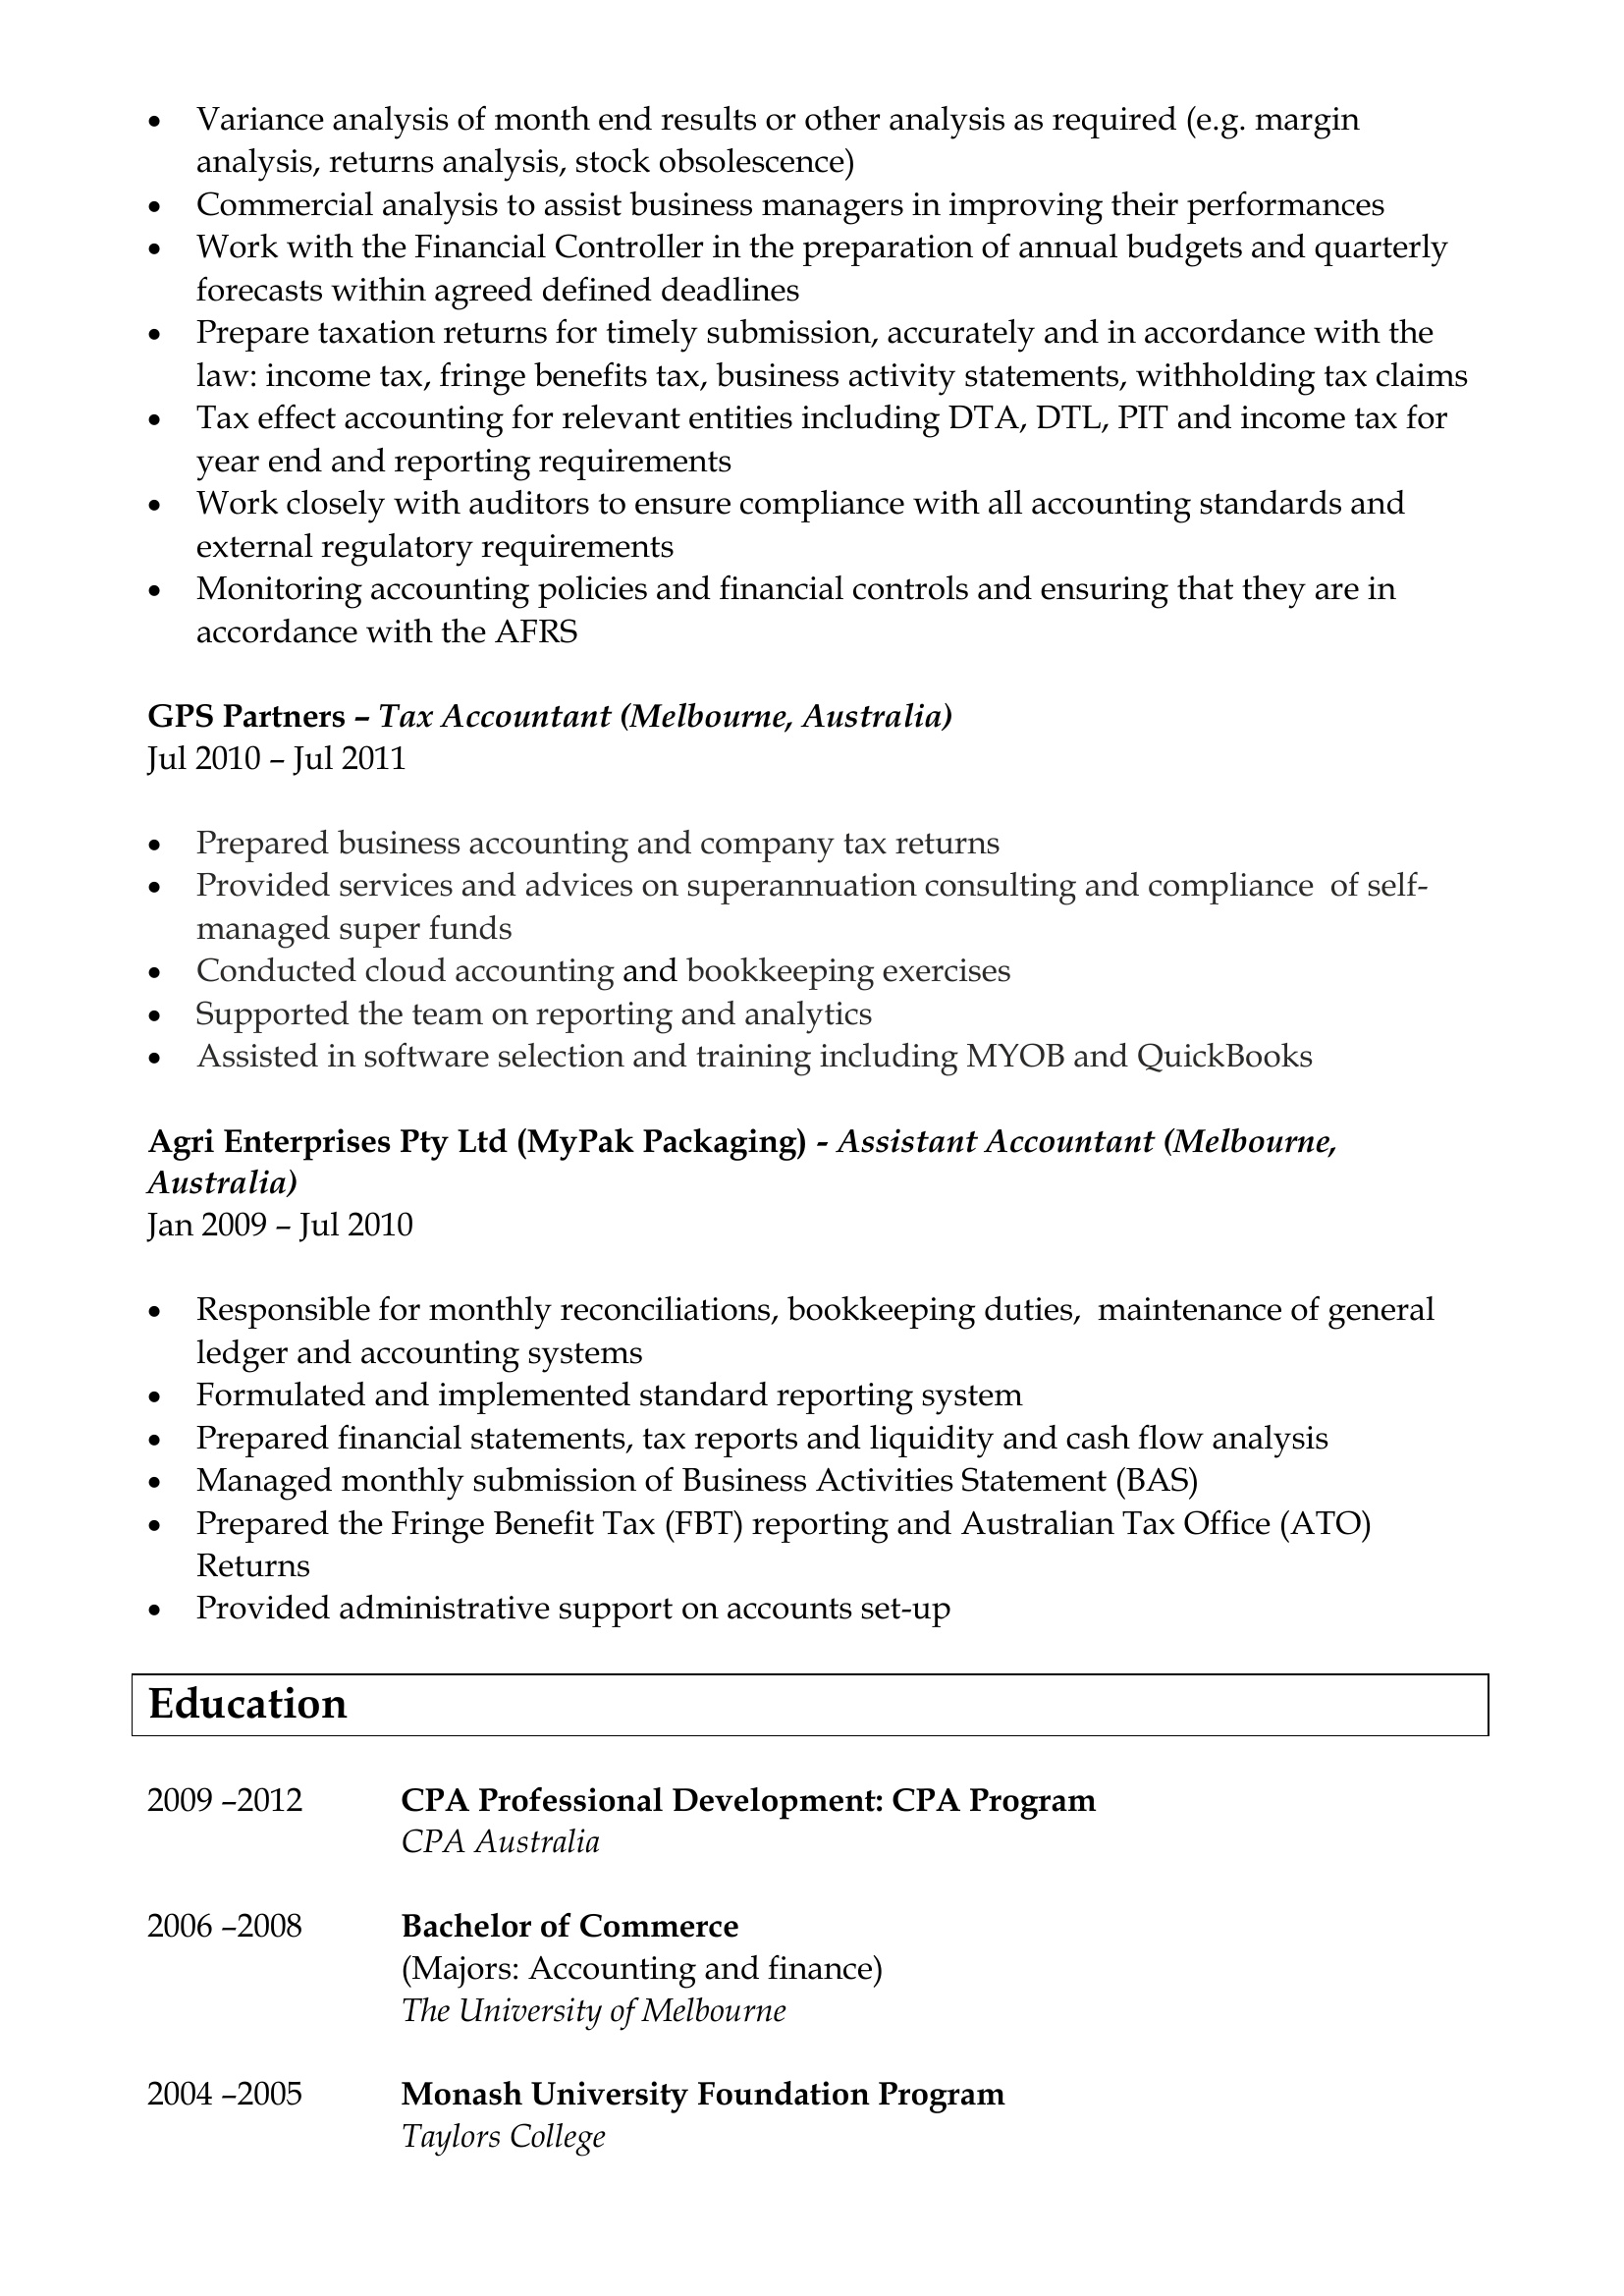 • Variance analysis of month end results or other analysis as required (e.g. margin
analysis, returns analysis, stock obsolescence)
• Commercial analysis to assist business managers in improving their performances
• Work with the Financial Controller in the preparation of annual budgets and quarterly
forecasts within agreed defined deadlines
• Prepare taxation returns for timely submission, accurately and in accordance with the
law: income tax, fringe benefits tax, business activity statements, withholding tax claims
• Tax effect accounting for relevant entities including DTA, DTL, PIT and income tax for
year end and reporting requirements
• Work closely with auditors to ensure compliance with all accounting standards and
external regulatory requirements
• Monitoring accounting policies and financial controls and ensuring that they are in
accordance with the AFRS
GPS Partners – Tax Accountant (Melbourne, Australia)
Jul 2010 – Jul 2011
• Prepared business accounting and company tax returns
• Provided services and advices on superannuation consulting and compliance  of self-
managed super funds
• Conducted cloud accounting and bookkeeping exercises
• Supported the team on reporting and analytics
• Assisted in software selection and training including MYOB and QuickBooks
Agri Enterprises Pty Ltd (MyPak Packaging) - Assistant Accountant (Melbourne,
Australia)
Jan 2009 – Jul 2010
• Responsible for monthly reconciliations, bookkeeping duties,  maintenance of general
ledger and accounting systems
• Formulated and implemented standard reporting system
• Prepared financial statements, tax reports and liquidity and cash flow analysis
• Managed monthly submission of Business Activities Statement (BAS)
• Prepared the Fringe Benefit Tax (FBT) reporting and Australian Tax Office (ATO)
Returns
• Provided administrative support on accounts set-up
Education
2009 –2012 CPA Professional Development: CPA Program
CPA Australia
2006 –2008 Bachelor of Commerce
(Majors: Accounting and finance)
The University of Melbourne
2004 –2005 Monash University Foundation Program
Taylors College